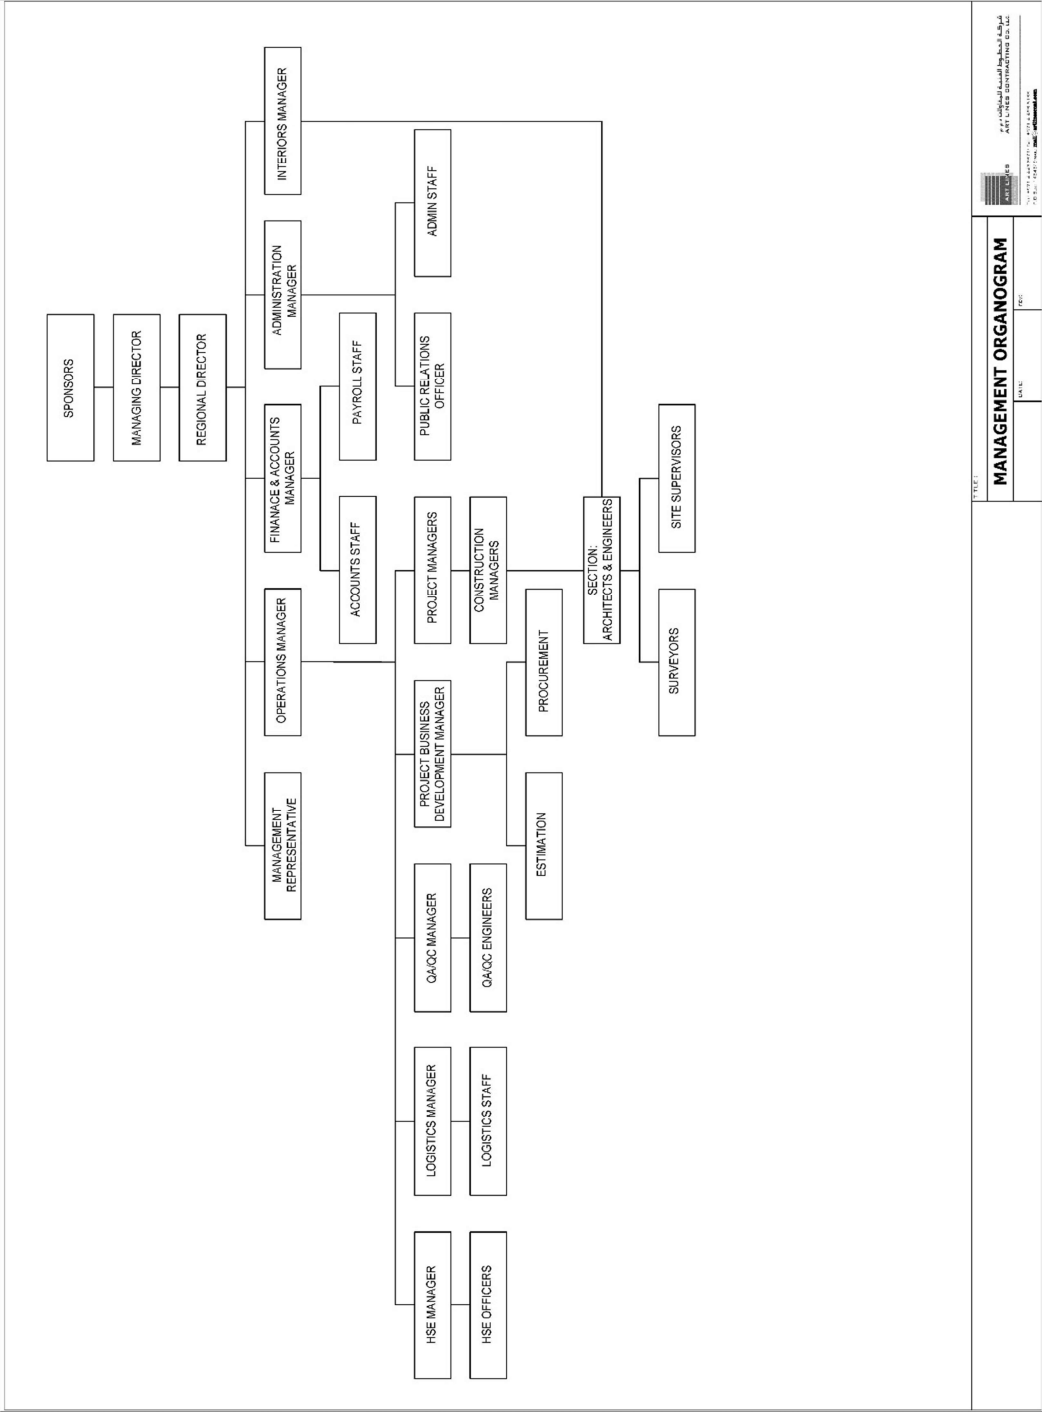 SPONSORS
MANAGING DIRECTOR
REGIONAL DIRECTOR
MANAGEMENT
REPRESENTATIVE
OPERATIONS MANAGER
FINANACE & ACCOUNTS
MANAGER
ADMINISTRATION
MANAGER
INTERIORS MANAGER
ACCOUNTS STAFF
PAYROLL STAFF
HSE MANAGER
LOGISTICS MANAGER
QA/QC MANAGER
PROJECT BUSINESS
DEVELOPMENT MANAGER
PROJECT MANAGERS
PUBLIC RELATIONS
OFFICER
ADMIN STAFF
HSE OFFICERS
LOGISTICS STAFF
QA/QC ENGINEERS
CONSTRUCTION
MANAGERS
ESTIMATION
PROCUREMENT
SECTION:
ARCHITECTS & ENGINEERS
SURVEYORS
SITE SUPERVISORS
TITLE :
MANAGEMENT ORGANOGRAM
DATE:
REV:
ART LINES
ART LINES CONTRACTING CO. LLC